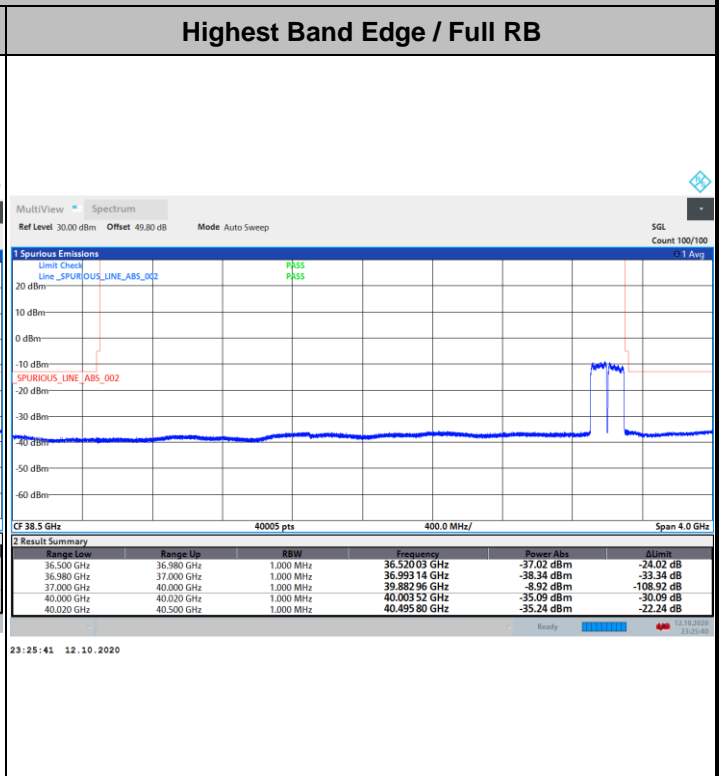 Highest Band Edge / Full RB
MultiView Spectrum
Ref Level 30.00 dBm Offset 49.80 dB Mode Auto Sweep SGL
Count 100/100
1 Spurious Emissions 1 Avg
Limit Check PASS
Line _SPURIOUS_LINE_ABS_002 PASS
20 dBm
10 dBm
0 dBm
-10 dBm
_SPURIOUS_LINE_ABS_002
-20 dBm
-30 dBm
-40 dBm
-50 dBm
-60 dBm
CF 38.5 GHz 40005 pts 400.0 MHz/ Span 4.0 GHz
2 Result Summary
Range Low Range Up RBW Frequency Power Abs ΔLimit
36.500 GHz 36.980 GHz 1.000 MHz 36.520 03 GHz -37.02 dBm -24.02 dB
36.980 GHz 37.000 GHz 1.000 MHz 36.993 14 GHz -38.34 dBm -33.34 dB
37.000 GHz 40.000 GHz 1.000 MHz 39.882 96 GHz -8.92 dBm -108.92 dB
40.000 GHz 40.020 GHz 1.000 MHz 40.003 52 GHz -35.09 dBm -30.09 dB
40.020 GHz 40.500 GHz 1.000 MHz 40.495 80 GHz -35.24 dBm -22.24 dB
Ready 12.10.2020
23:25:40
23:25:41 12.10.2020